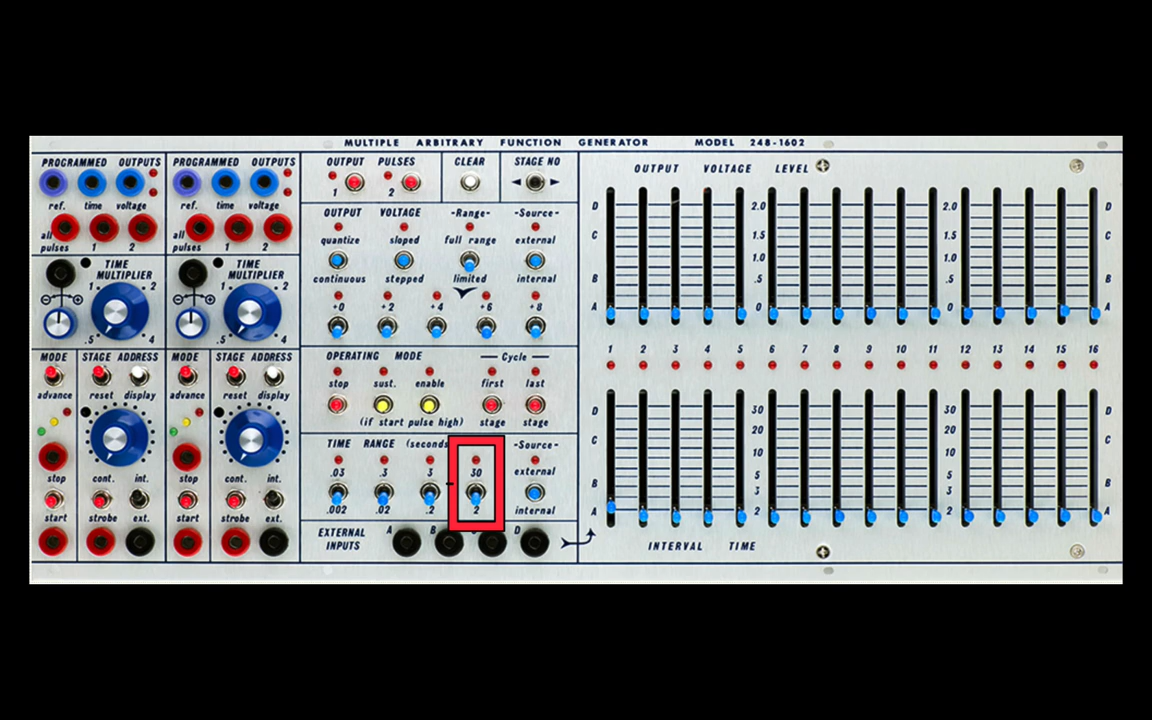 MULTIPLE ARBITRARY FUNCTION GENERATOR MODEL 248-1602
PROGRAMMED OUTPUTS
ref. time voltage
all pulses 1 2
TIME MULTIPLIER
1 2
.5 4
MODE
advance
stop
start
STAGE ADDRESS
reset display
cont. int.
strobe ext.
PROGRAMMED OUTPUTS
ref. time voltage
all pulses 1 2
TIME MULTIPLIER
1 2
.5 4
MODE
advance
stop
start
STAGE ADDRESS
reset display
cont. int.
strobe ext.
OUTPUT PULSES
1 2
CLEAR
STAGE NO
OUTPUT VOLTAGE -Range- -Source-
quantize sloped full range external
continuous stepped limited internal
+0 +2 +4 +6 +8
OPERATING MODE — Cycle —
stop sust. enable first last
(if start pulse high) stage stage
TIME RANGE (seconds -Source-
.03 .3 3 30 external
.002 .02 .2 2 internal
EXTERNAL INPUTS A B D
OUTPUT VOLTAGE LEVEL
D 2.0 2.0 D
C 1.5 1.5 C
1.0 1.0
B .5 .5 B
A 0 0 A
1 2 3 4 5 6 7 8 9 10 11 12 13 14 15 16
D 30 30 D
C 20 20 C
10 10
B 5 5 B
3 3
A 2 2 A
INTERVAL TIME